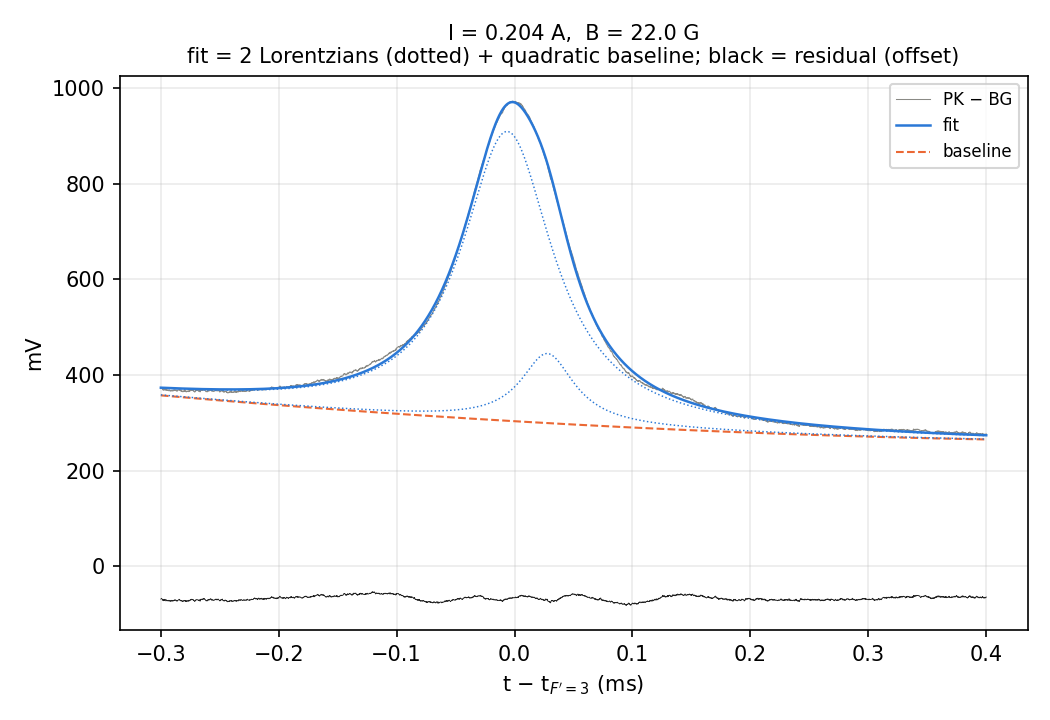 I = 0.204 A,  B = 22.0 G
fit = 2 Lorentzians (dotted) + quadratic baseline; black = residual (offset)
PK − BG
fit
baseline
1000
800
600
400
200
0
mV
−0.3
−0.2
−0.1
0.0
0.1
0.2
0.3
0.4
t − t_{F′=3} (ms)